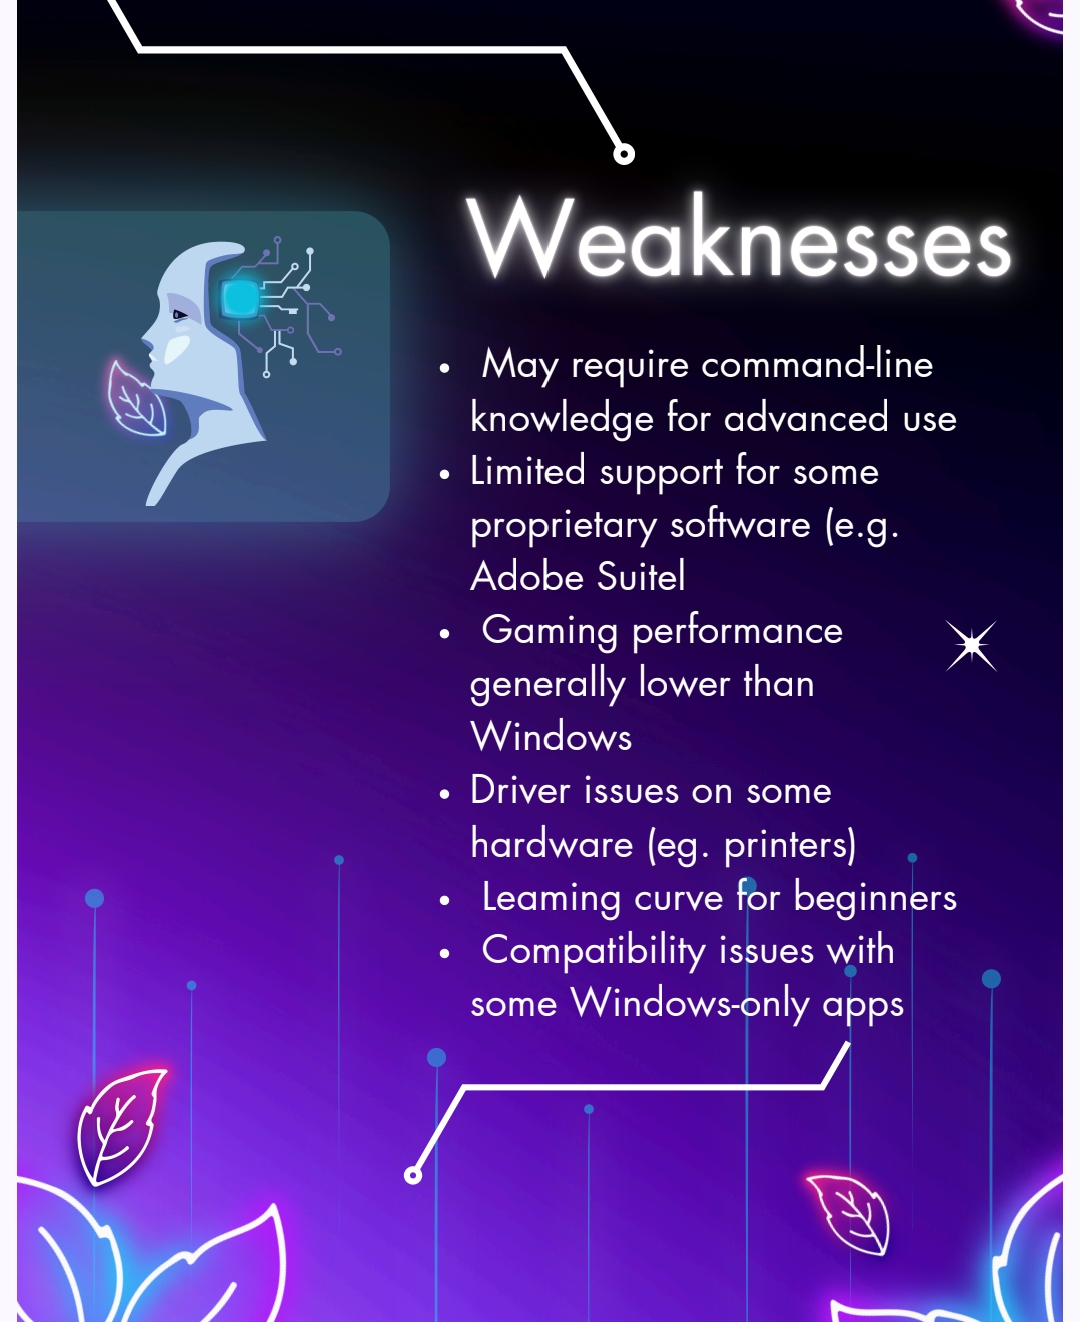 Weaknesses
• May require command-line
knowledge for advanced use
• Limited support for some
proprietary software (e.g.
Adobe Suitel
• Gaming performance
generally lower than
Windows
• Driver issues on some
hardware (eg. printers)
• Leaming curve for beginners
• Compatibility issues with
some Windows-only apps